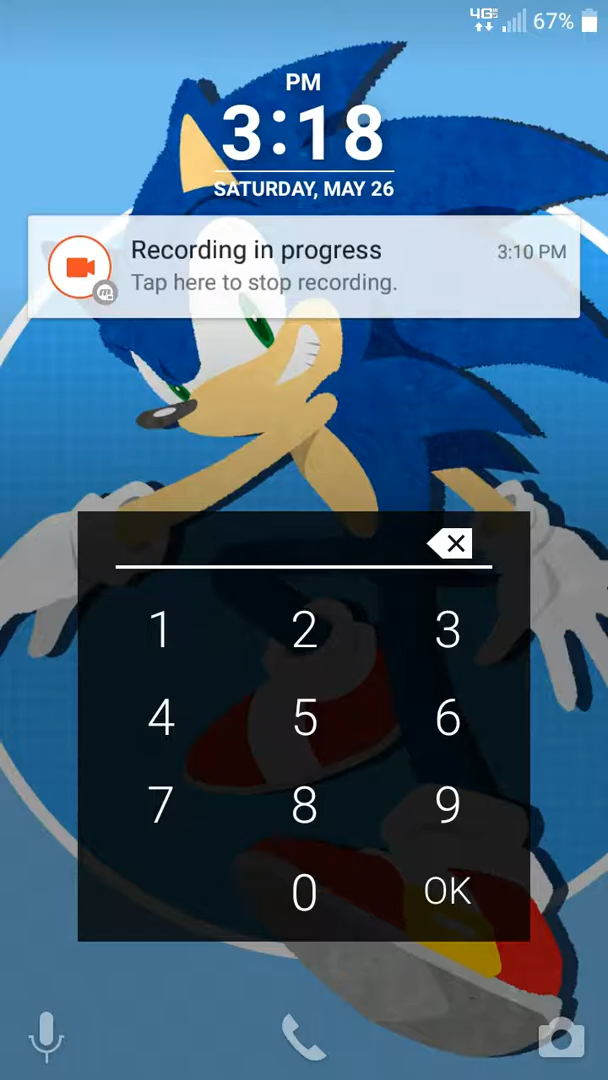 4G LTE 67%
PM
3:18
SATURDAY, MAY 26
Recording in progress 3:10 PM
Tap here to stop recording.
1 2 3
4 5 6
7 8 9
0 OK